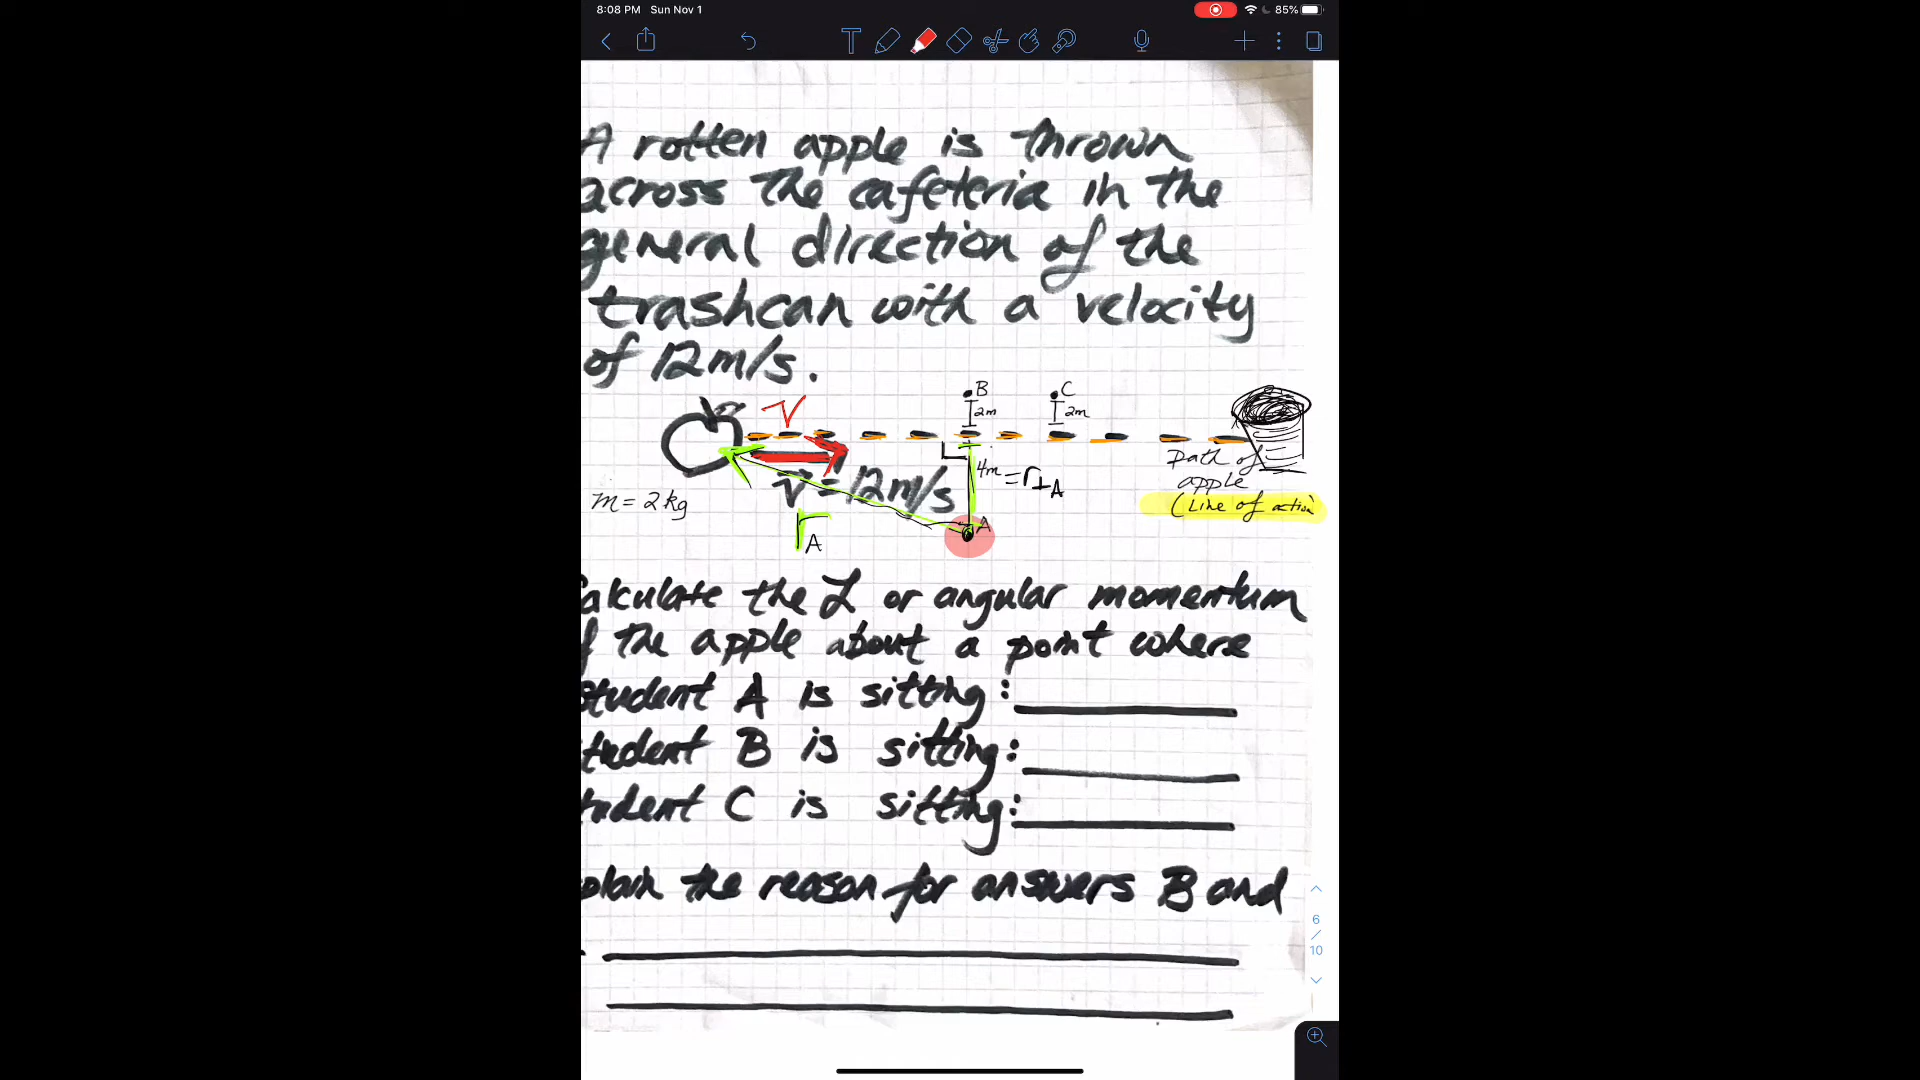 8:08 PM Sun Nov 1
85%
A rotten apple is thrown
across the cafeteria in the
general direction of the
trashcan with a velocity
of 12m/s.
B
C
2m
2m
V
V = 12m/s
4m = r⊥A
Path of
apple
(Line of action
m = 2kg
A
r A
alculate the L or angular momentum
f the apple about a point where
student A is sitting:
tudent B is sitting:
tudent C is sitting:
plain the reason for answers B and
6
/
10